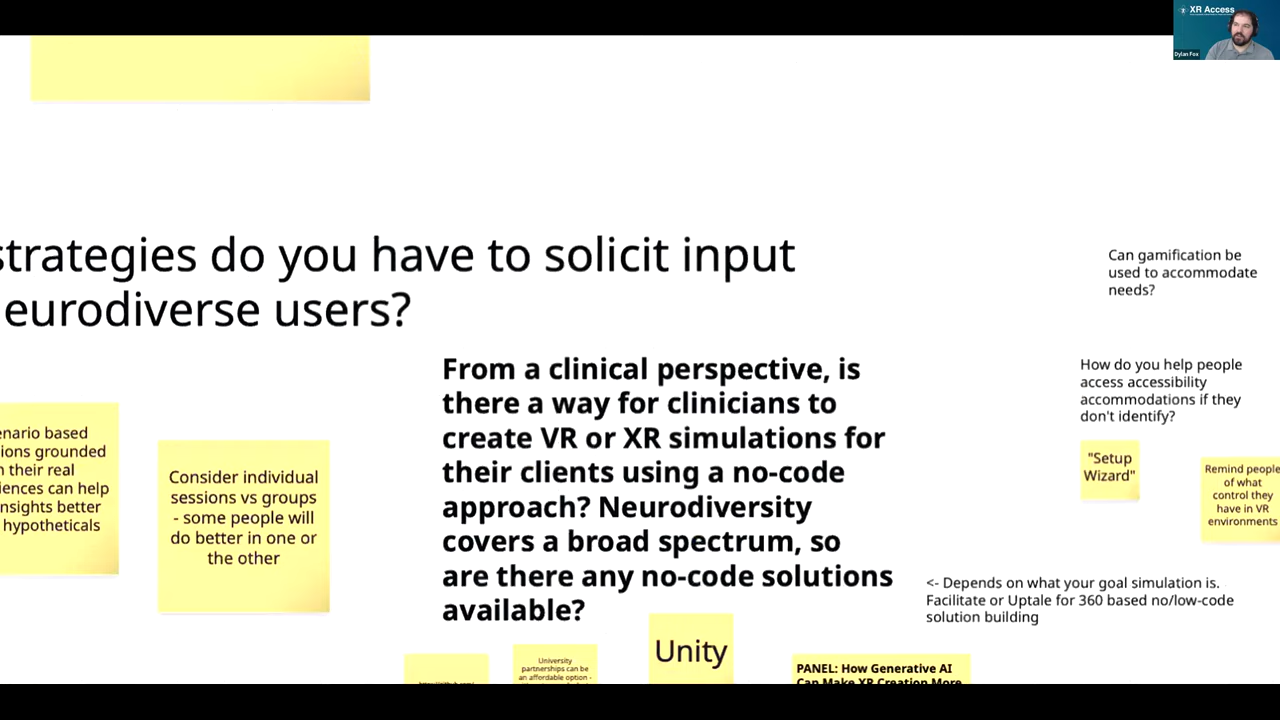 XR Access
Dylan Fox
strategies do you have to solicit input
eurodiverse users?
Can gamification be
used to accommodate
needs?
From a clinical perspective, is
there a way for clinicians to
create VR or XR simulations for
their clients using a no-code
approach? Neurodiversity
covers a broad spectrum, so
are there any no-code solutions
available?
How do you help people
access accessibility
accommodations if they
don't identify?
enario based
ions grounded
their real
iences can help
nsights better
hypotheticals
Consider individual
sessions vs groups
- some people will
do better in one or
the other
"Setup
Wizard"
Remind people
of what
control they
have in VR
environments
<- Depends on what your goal simulation is.
Facilitate or Uptale for 360 based no/low-code
solution building
University
partnerships can be
an affordable option -
Unity
PANEL: How Generative AI
Can Make XR Creation More